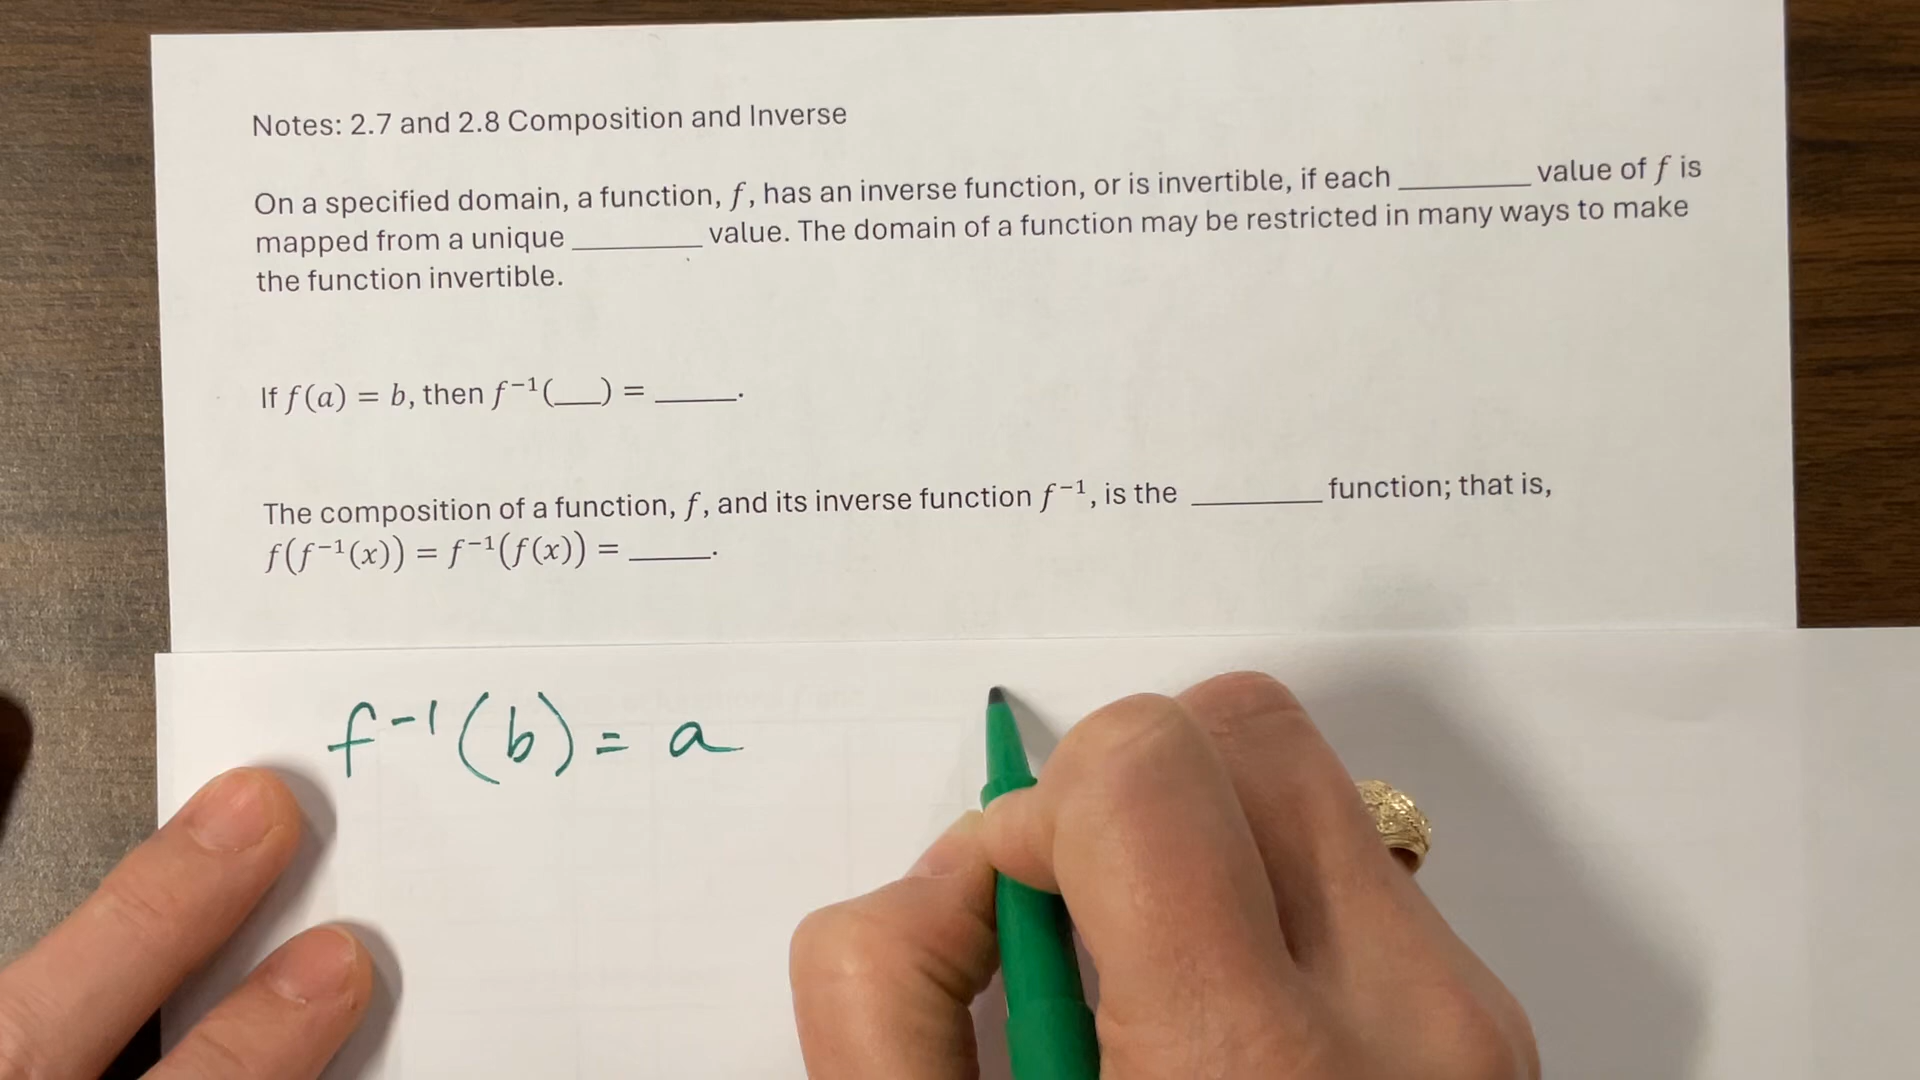 Notes: 2.7 and 2.8 Composition and Inverse
On a specified domain, a function, f, has an inverse function, or is invertible, if each ________ value of f is
mapped from a unique ________ value. The domain of a function may be restricted in many ways to make
the function invertible.
If f(a) = b, then f⁻¹(___) = _____.
The composition of a function, f, and its inverse function f⁻¹, is the ________ function; that is,
f(f⁻¹(x)) = f⁻¹(f(x)) = _____.
f⁻¹(b) = a